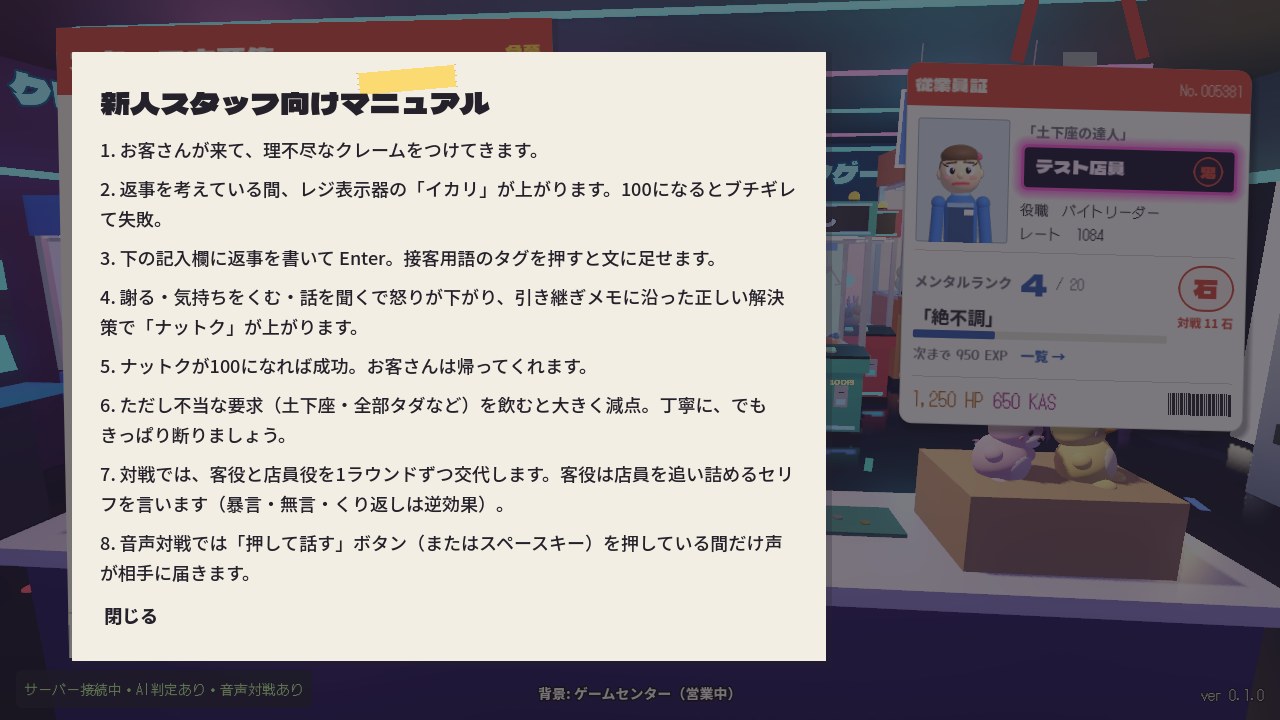 新人スタッフ向けマニュアル
1. お客さんが来て、理不尽なクレームをつけてきます。
2. 返事を考えている間、レジ表示器の「イカリ」が上がります。100になるとブチギレ
て失敗。
3. 下の記入欄に返事を書いて Enter。接客用語のタグを押すと文に足せます。
4. 謝る・気持ちをくむ・話を聞くで怒りが下がり、引き継ぎメモに沿った正しい解決
策で「ナットク」が上がります。
5. ナットクが100になれば成功。お客さんは帰ってくれます。
6. ただし不当な要求（土下座・全部タダなど）を飲むと大きく減点。丁寧に、でも
きっぱり断りましょう。
7. 対戦では、客役と店員役を1ラウンドずつ交代します。客役は店員を追い詰めるセリ
フを言います（暴言・無言・くり返しは逆効果）。
8. 音声対戦では「押して話す」ボタン（またはスペースキー）を押している間だけ声
が相手に届きます。
閉じる
従業員証
No. 005381
「土下座の達人」
テスト店員
役職 バイトリーダー
レート 1084
メンタルランク 4 / 20
石
「絶不調」
対戦 11 石
次まで 950 EXP 一覧→
1,250 HP 650 KAS
サーバー接続中・AI判定あり・音声対戦あり
背景: ゲームセンター（営業中）
ver 0.1.0